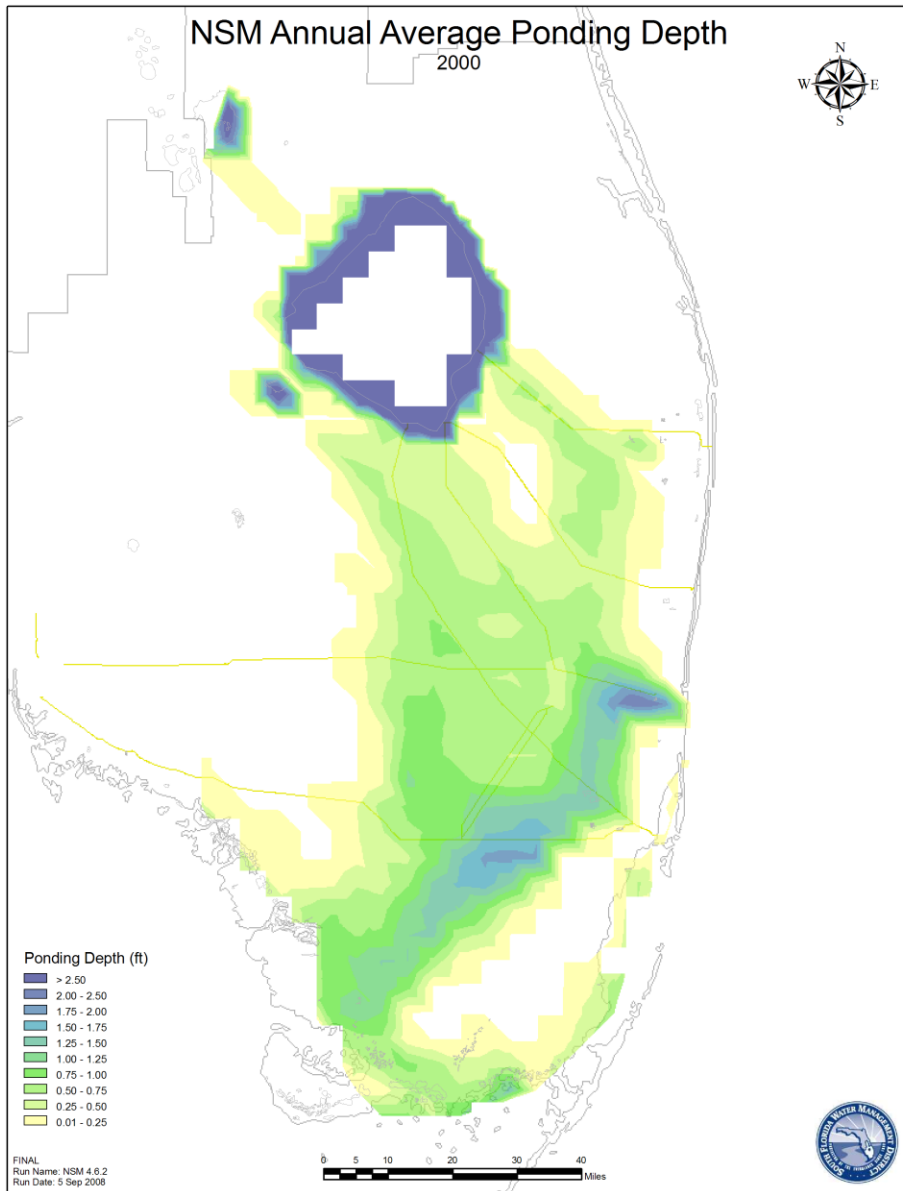 NSM Annual Average Ponding Depth
2000
N
W E
S
Ponding Depth (ft)
> 2.50
2.00 - 2.50
1.75 - 2.00
1.50 - 1.75
1.25 - 1.50
1.00 - 1.25
0.75 - 1.00
0.50 - 0.75
0.25 - 0.50
0.01 - 0.25
FINAL
Run Name: NSM 4.6.2
Run Date: 5 Sep 2008
0 5 10 20 30 40
Miles
SOUTH FLORIDA WATER MANAGEMENT DISTRICT